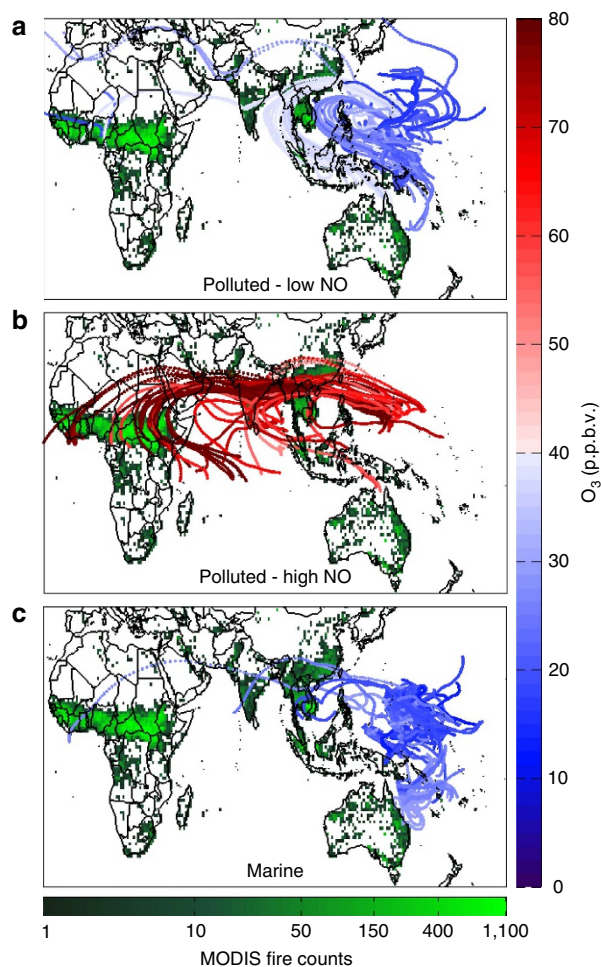 a
Polluted - low NO
b
Polluted - high NO
c
Marine
80
70
60
50
40
30
20
10
0
O3 (p.p.b.v.)
1 10 50 150 400 1,100
MODIS fire counts